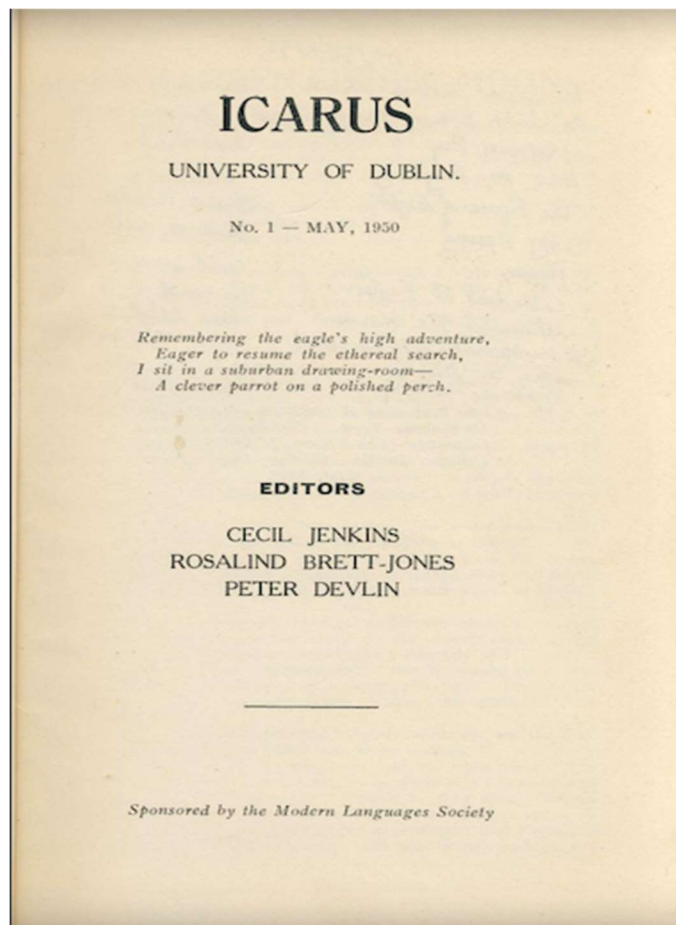 ICARUS
UNIVERSITY OF DUBLIN.
No. 1 — MAY, 1950
Remembering the eagle's high adventure,
Eager to resume the ethereal search,
I sit in a suburban drawing-room—
A clever parrot on a polished perch.
EDITORS
CECIL JENKINS
ROSALIND BRETT-JONES
PETER DEVLIN
Sponsored by the Modern Languages Society